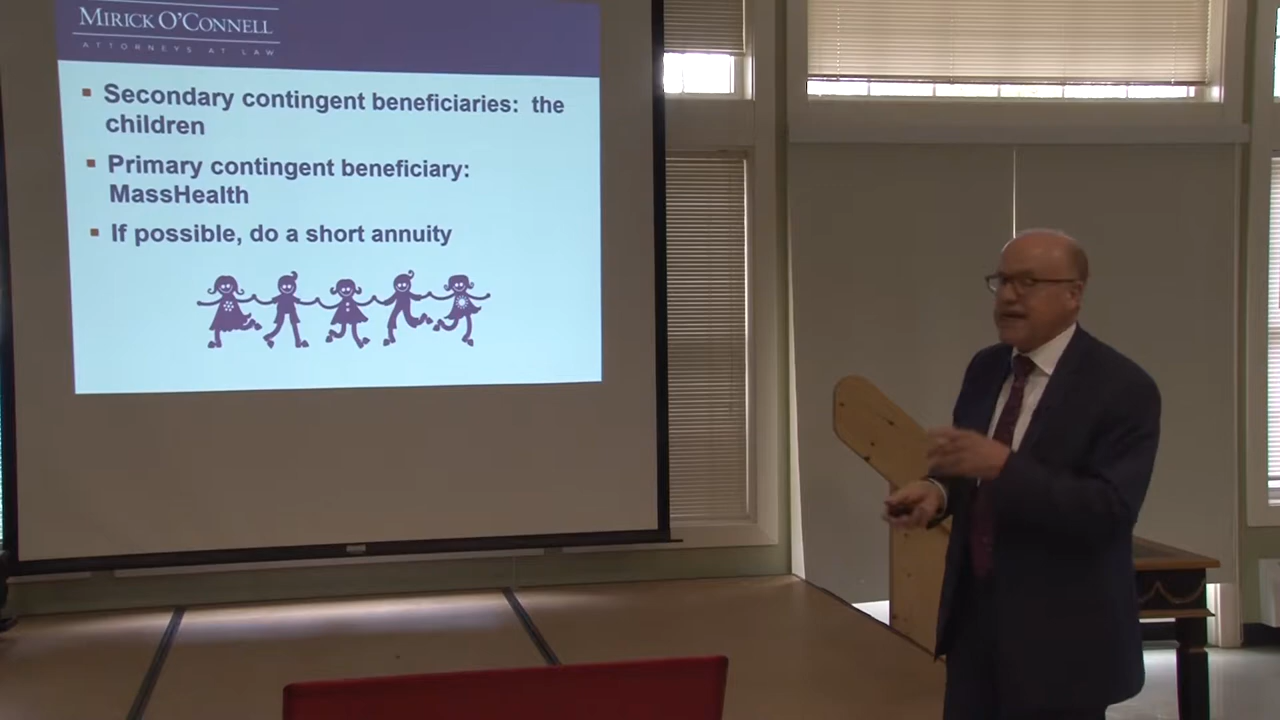 MIRICK O'CONNELL
ATTORNEYS AT LAW
▪ Secondary contingent beneficiaries: the
children
▪ Primary contingent beneficiary:
MassHealth
▪ If possible, do a short annuity